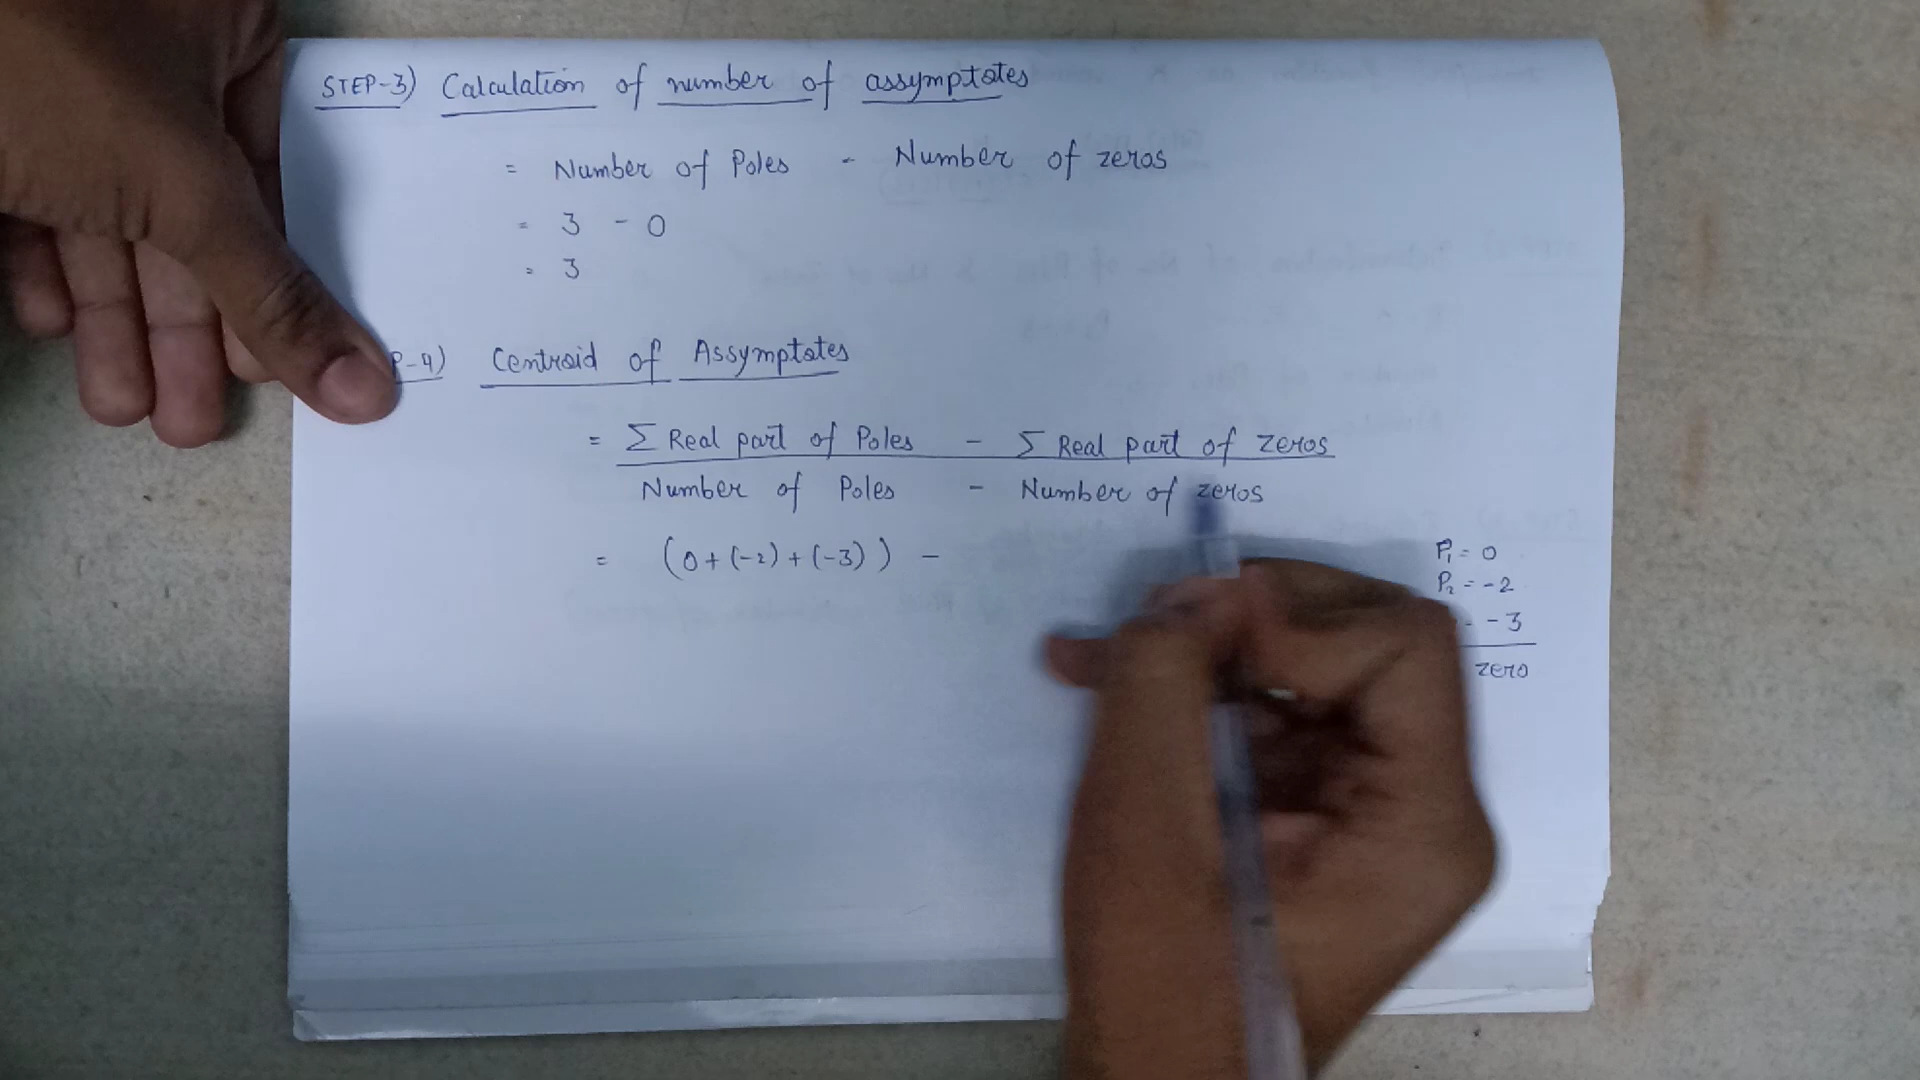 STEP-3) Calculation of number of assymptotes
= Number of Poles - Number of zeros
= 3 - 0
= 3
P-4) Centroid of Assymptotes
= Σ Real part of Poles - Σ Real part of zeros
Number of Poles - Number of zeros
= (0+(-2)+(-3)) -
P₁ = 0
P₂ = -2
= -3
zero